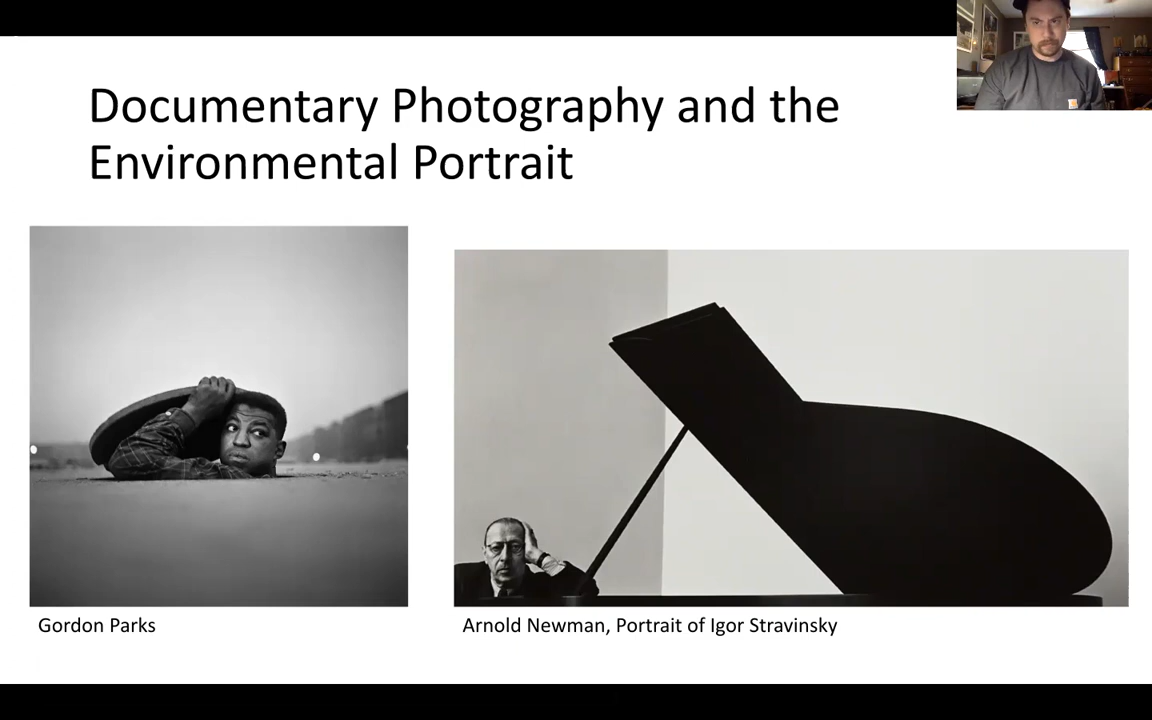 Documentary Photography and the
Environmental Portrait
Gordon Parks
Arnold Newman, Portrait of Igor Stravinsky